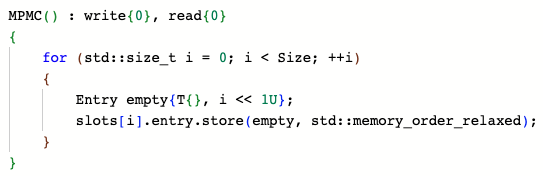 MPMC() : write{0}, read{0}
{
    for (std::size_t i = 0; i < Size; ++i)
    {
        Entry empty{T{}, i << 1U};
        slots[i].entry.store(empty, std::memory_order_relaxed);
    }
}